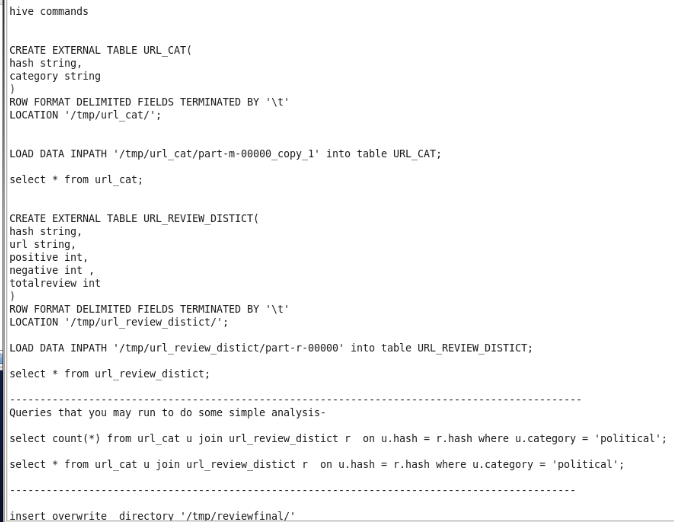 hive commands
CREATE EXTERNAL TABLE URL_CAT(
hash string,
category string
)
ROW FORMAT DELIMITED FIELDS TERMINATED BY '\t'
LOCATION '/tmp/url_cat/';
LOAD DATA INPATH '/tmp/url_cat/part-m-00000_copy_1' into table URL_CAT;
select * from url_cat;
CREATE EXTERNAL TABLE URL_REVIEW_DISTICT(
hash string,
url string,
positive int,
negative int ,
totalreview int
)
ROW FORMAT DELIMITED FIELDS TERMINATED BY '\t'
LOCATION '/tmp/url_review_distict/';
LOAD DATA INPATH '/tmp/url_review_distict/part-r-00000' into table URL_REVIEW_DISTICT;
select * from url_review_distict;
--------------------------------------------------------------------------------------------
Queries that you may run to do some simple analysis-
select count(*) from url_cat u join url_review_distict r  on u.hash = r.hash where u.category = 'political';
select * from url_cat u join url_review_distict r  on u.hash = r.hash where u.category = 'political';
-------------------------------------------------------------------------------------------
insert overwrite  directory '/tmp/reviewfinal/'